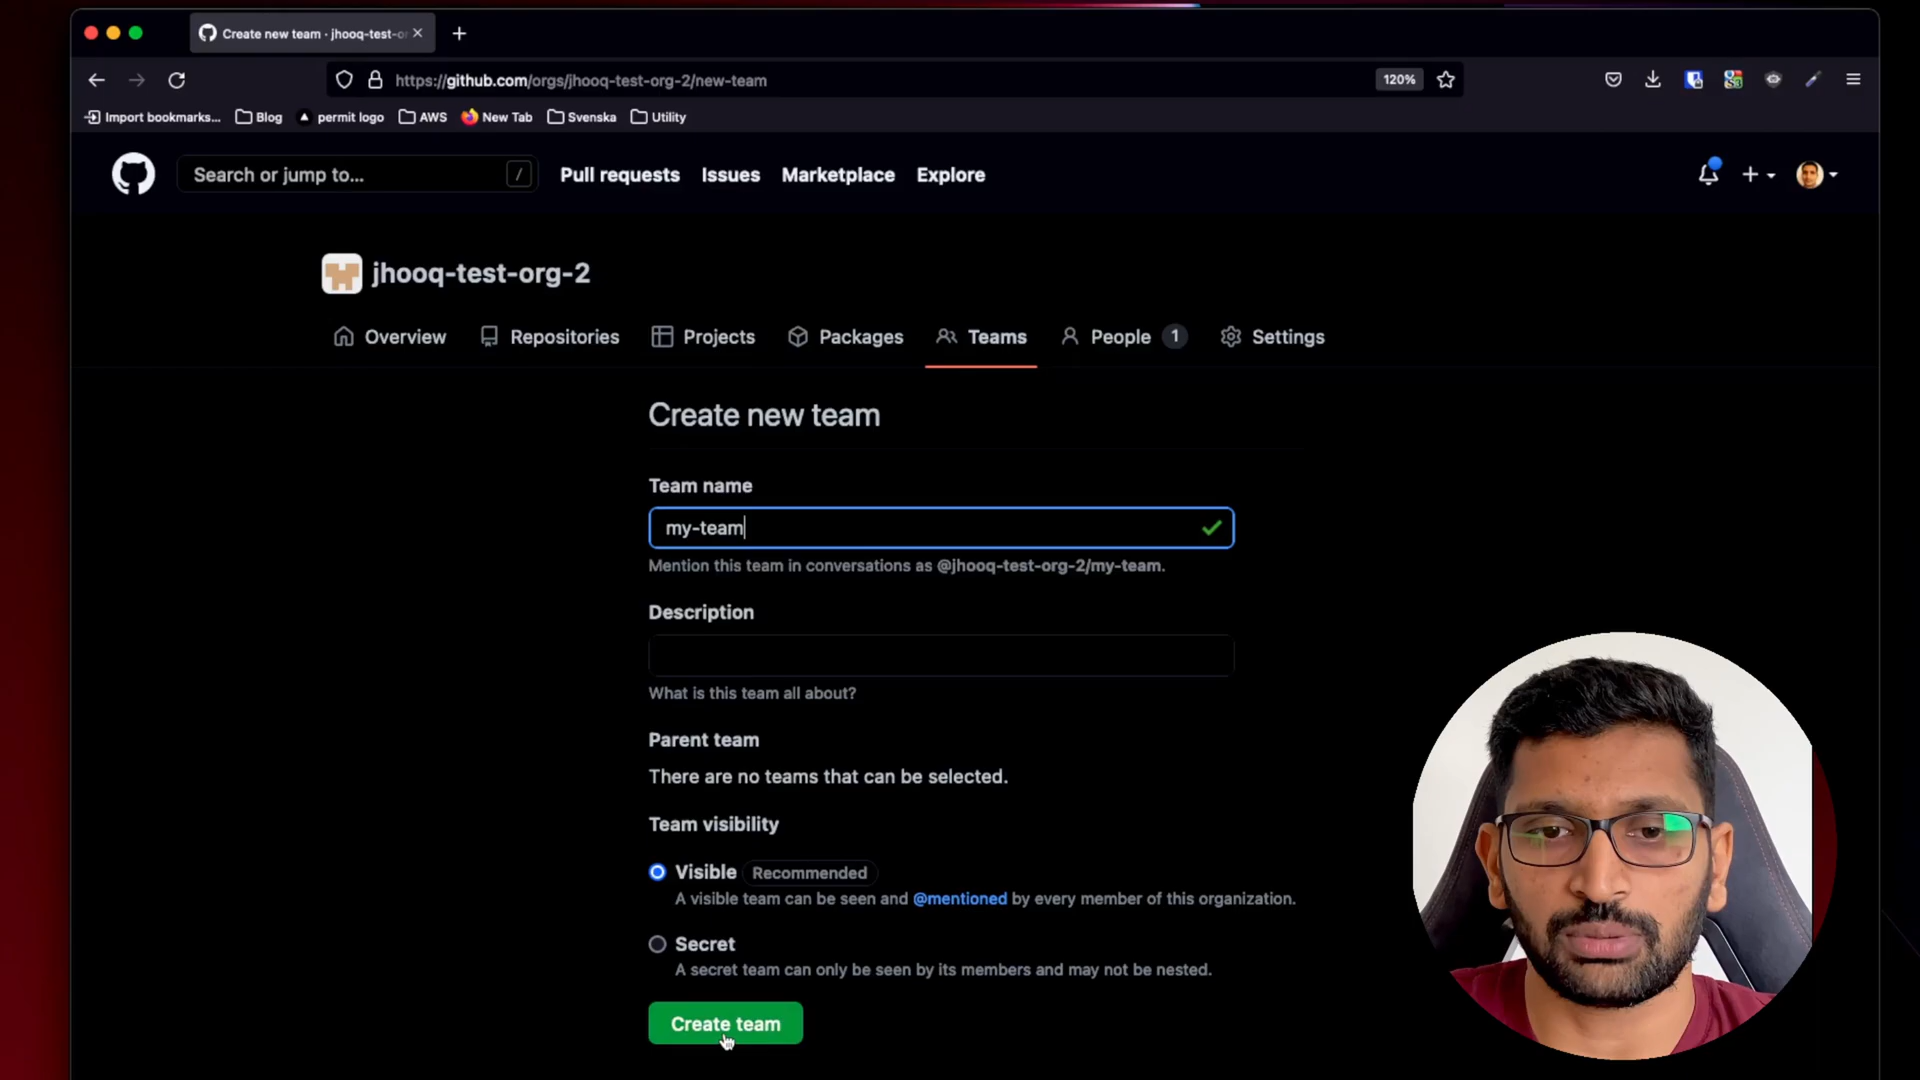 Create new team · jhooq-test-o
https://github.com/orgs/jhooq-test-org-2/new-team
120%
Import bookmarks...
Blog
permit logo
AWS
New Tab
Svenska
Utility
Search or jump to...
/
Pull requests
Issues
Marketplace
Explore
jhooq-test-org-2
Overview
Repositories
Projects
Packages
Teams
People 1
Settings
Create new team
Team name
my-team
Mention this team in conversations as @jhooq-test-org-2/my-team.
Description
What is this team all about?
Parent team
There are no teams that can be selected.
Team visibility
Visible Recommended
A visible team can be seen and @mentioned by every member of this organization.
Secret
A secret team can only be seen by its members and may not be nested.
Create team